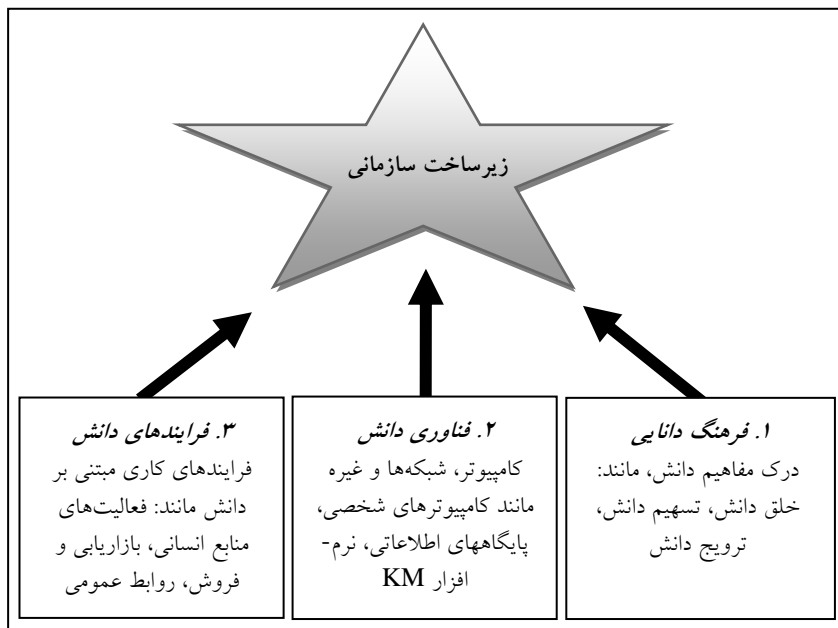 زیرساخت سازمانی
۱. فرهنگ دانایی
درک مفاهیم دانش، مانند:
خلق دانش، تسهیم دانش،
ترویج دانش
۲. فناوری دانش
کامپیوتر، شبکه‌ها و غیره
مانند کامپیوترهای شخصی،
پایگاههای اطلاعاتی، نرم-
افزار KM
۳. فرایندهای دانش
فرایندهای کاری مبتنی بر
دانش مانند: فعالیت‌های
منابع انسانی، بازاریابی و
فروش، روابط عمومی